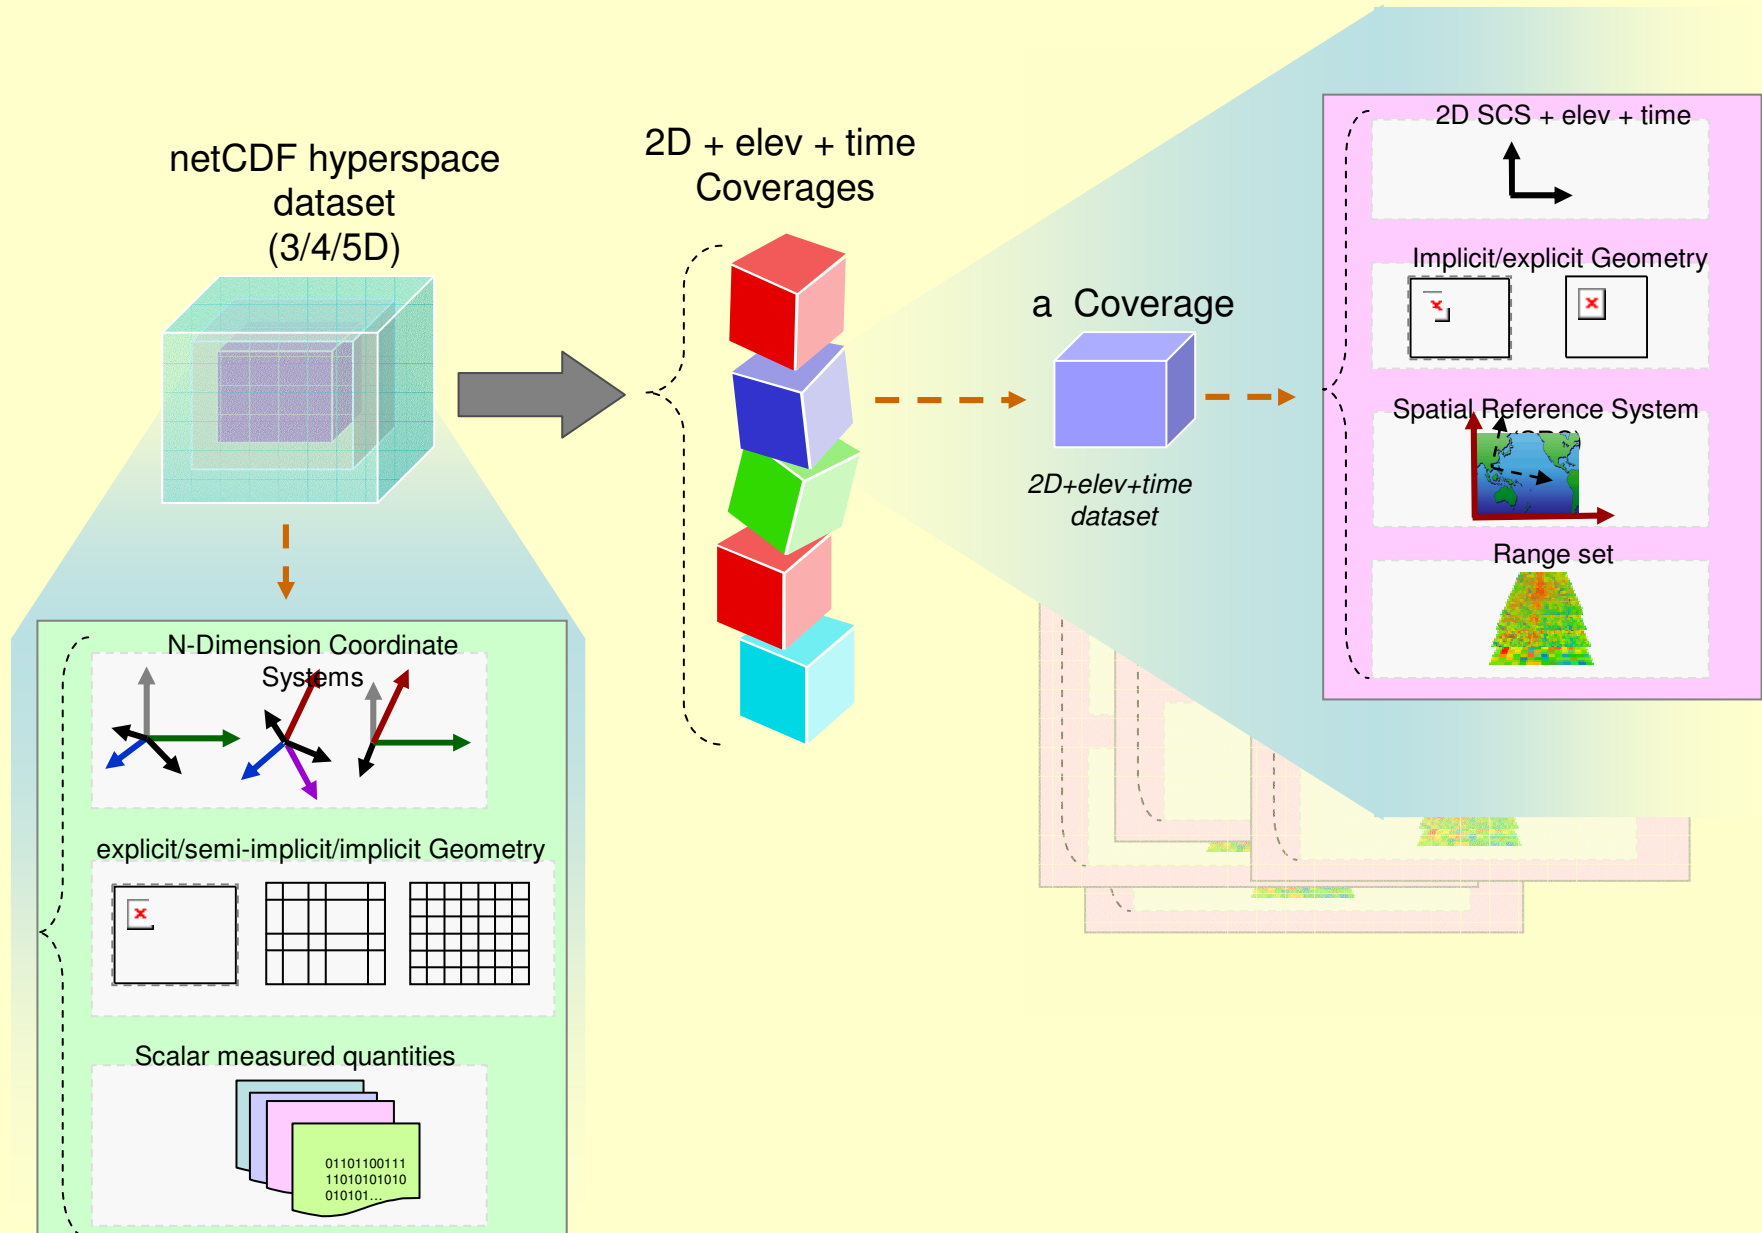 netCDF hyperspace
dataset
(3/4/5D)
2D + elev + time
Coverages
a Coverage
2D+elev+time
dataset
2D SCS + elev + time
Implicit/explicit Geometry
Spatial Reference System
Range set
N-Dimension Coordinate
Systems
explicit/semi-implicit/implicit Geometry
Scalar measured quantities
01101100111
11010101010
010101...